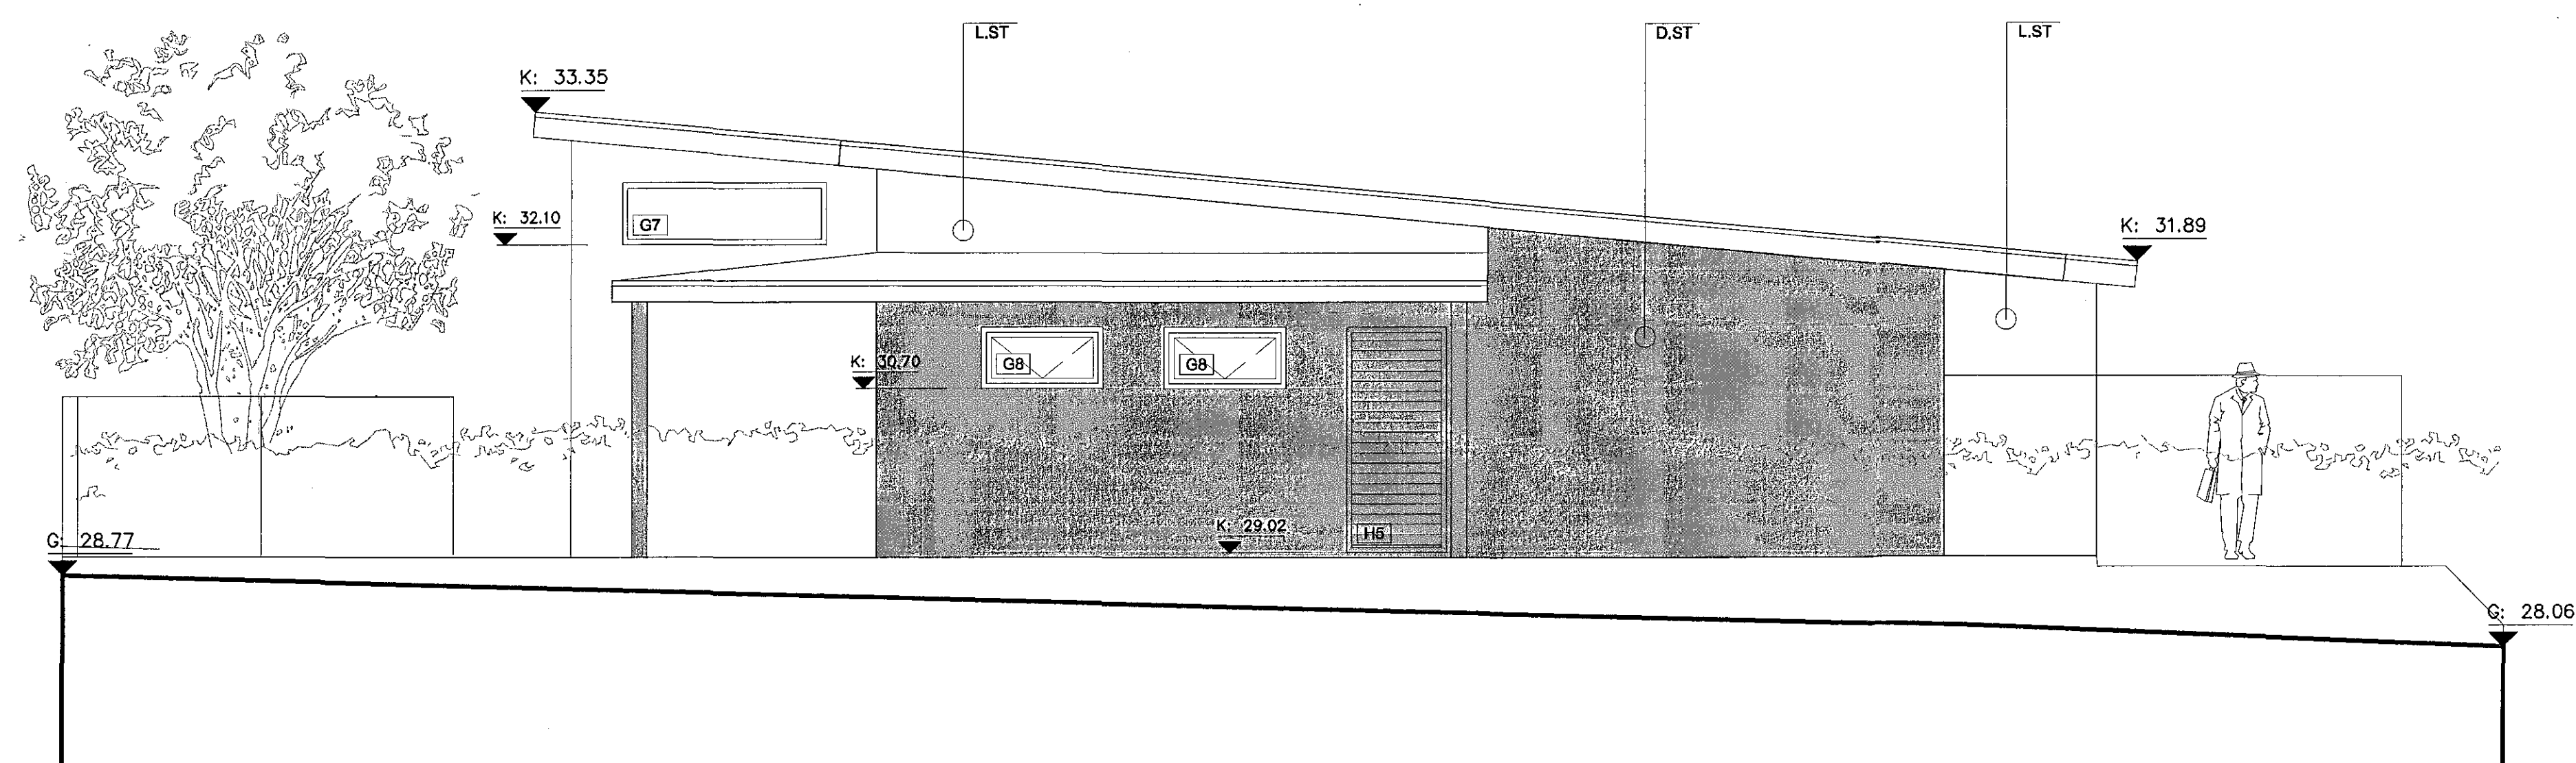 L.ST
D.ST
L.ST
K: 33.35
K: 32.10
G7
K: 31.89
K: 30.70
G8
G8
K: 29.02
H5
G: 28.77
G: 28.06